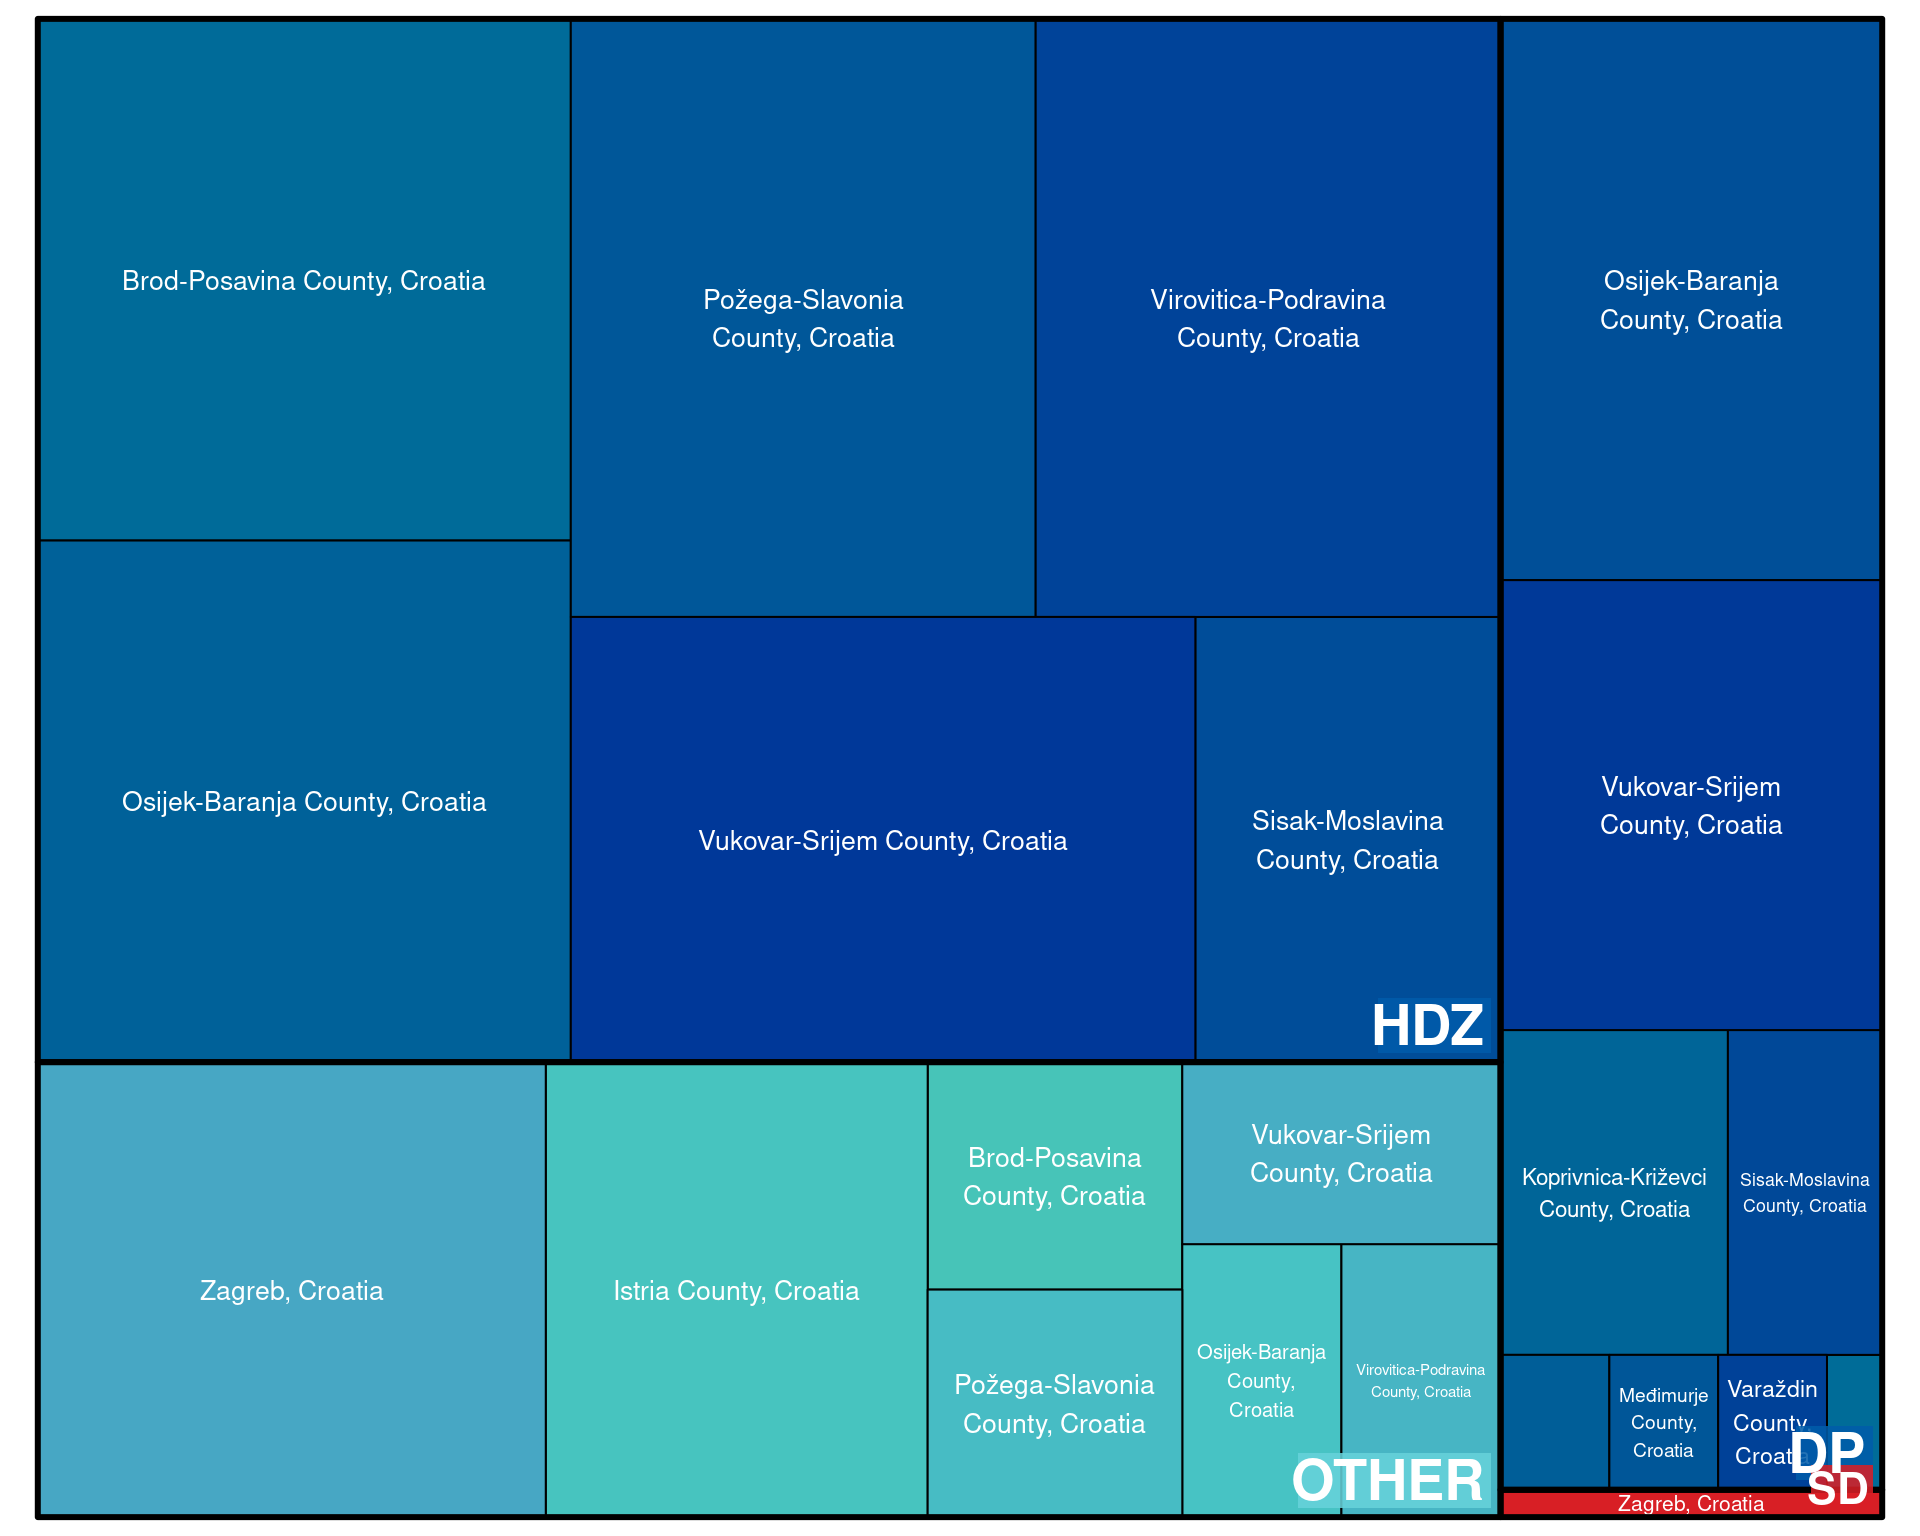 Brod-Posavina County, Croatia
Požega-Slavonia
County, Croatia
Virovitica-Podravina
County, Croatia
Osijek-Baranja County, Croatia
Vukovar-Srijem County, Croatia
Sisak-Moslavina
County, Croatia
HDZ
Osijek-Baranja
County, Croatia
Vukovar-Srijem
County, Croatia
Koprivnica-Križevci
County, Croatia
Sisak-Moslavina
County, Croatia
Međimurje
County,
Croatia
Varaždin
County,
Croatia
DP
Zagreb, Croatia
Istria County, Croatia
Brod-Posavina
County, Croatia
Požega-Slavonia
County, Croatia
Vukovar-Srijem
County, Croatia
Osijek-Baranja
County,
Croatia
Virovitica-Podravina
County, Croatia
OTHER
Zagreb, Croatia
SD